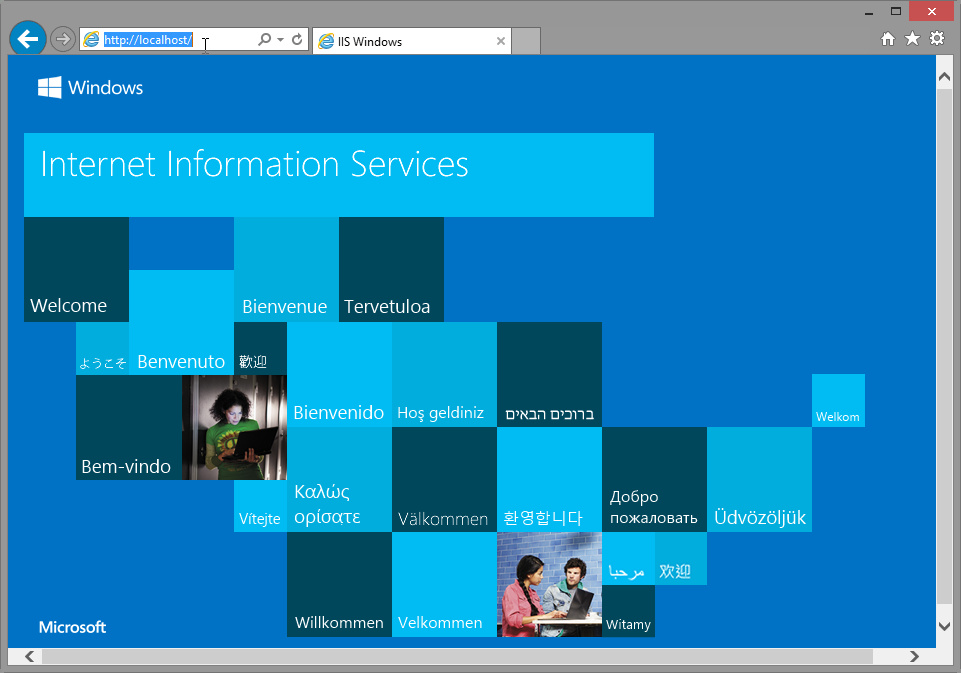 http://localhost/
IIS Windows
Windows
Internet Information Services
Welcome
Bienvenue
Tervetuloa
ようこそ
Benvenuto
歡迎
Bienvenido
Hoş geldiniz
ברוכים הבאים
Welkom
Bem-vindo
Vítejte
Καλώς
ορίσατε
Välkommen
환영합니다
Добро
пожаловать
Üdvözöljük
Willkommen
Velkommen
مرحبا
欢迎
Witamy
Microsoft